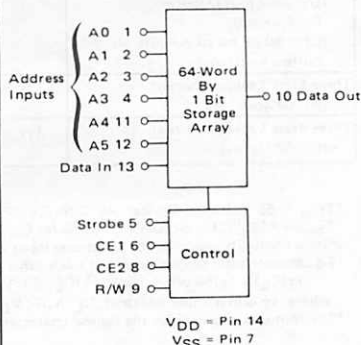 A0 1
A1 2
A2 3
A3 4
A4 11
A5 12
Address
Inputs
Data In 13
64-Word
By
1 Bit
Storage
Array
10 Data Out
Strobe 5
CE1 6
CE2 8
R/W 9
Control
VDD = Pin 14
VSS = Pin 7